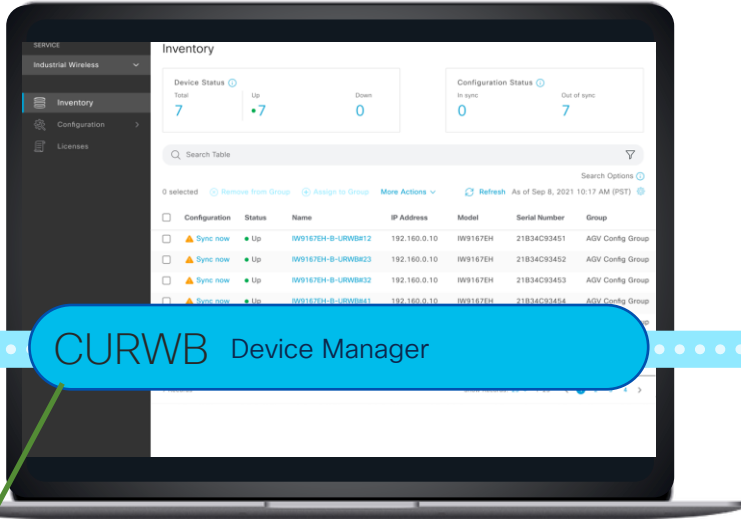 SERVICE
Industrial Wireless
Inventory
Configuration
Licenses
Inventory
Device Status
Total Up Down
7 7 0
Configuration Status
In sync Out of sync
0 7
Search Table
Search Options
0 selected Remove from Group Assign to Group More Actions Refresh As of Sep 8, 2021 10:17 AM (PST)
Configuration Status Name IP Address Model Serial Number Group
Sync now Up IW9167EH-B-URWB#12 192.160.0.10 IW9167EH 21B34C93451 AGV Config Group
Sync now Up IW9167EH-B-URWB#23 192.160.0.10 IW9167EH 21B34C93452 AGV Config Group
Sync now Up IW9167EH-B-URWB#32 192.160.0.10 IW9167EH 21B34C93453 AGV Config Group
Sync now Up IW9167EH-B-URWB#41 192.160.0.10 IW9167EH 21B34C93454 AGV Config Group
CURWB Device Manager